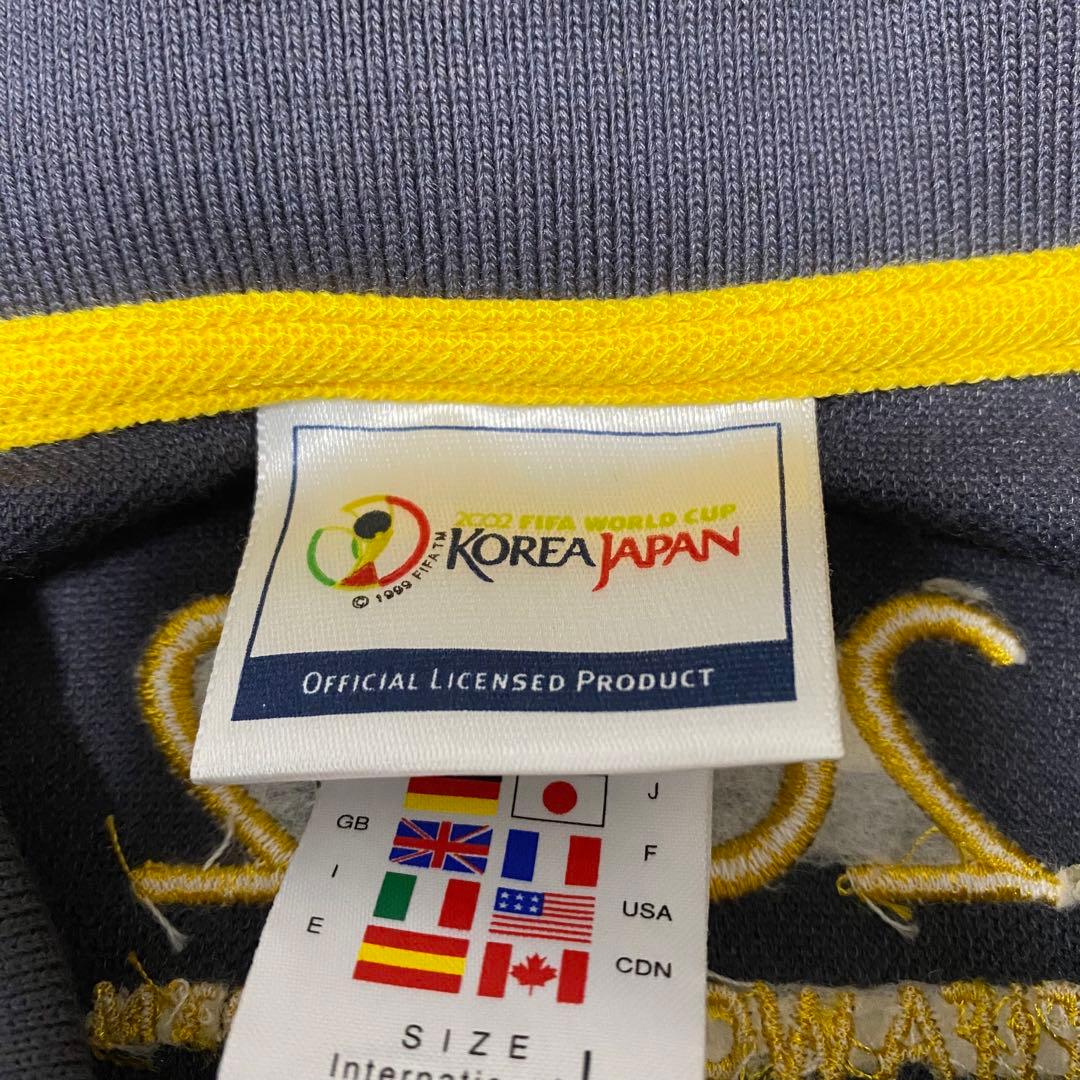 2002 FIFA WORLD CUP
KOREA JAPAN
© 1999 FIFA TM
OFFICIAL LICENSED PRODUCT
J
GB
F
I
USA
E
CDN
SIZE